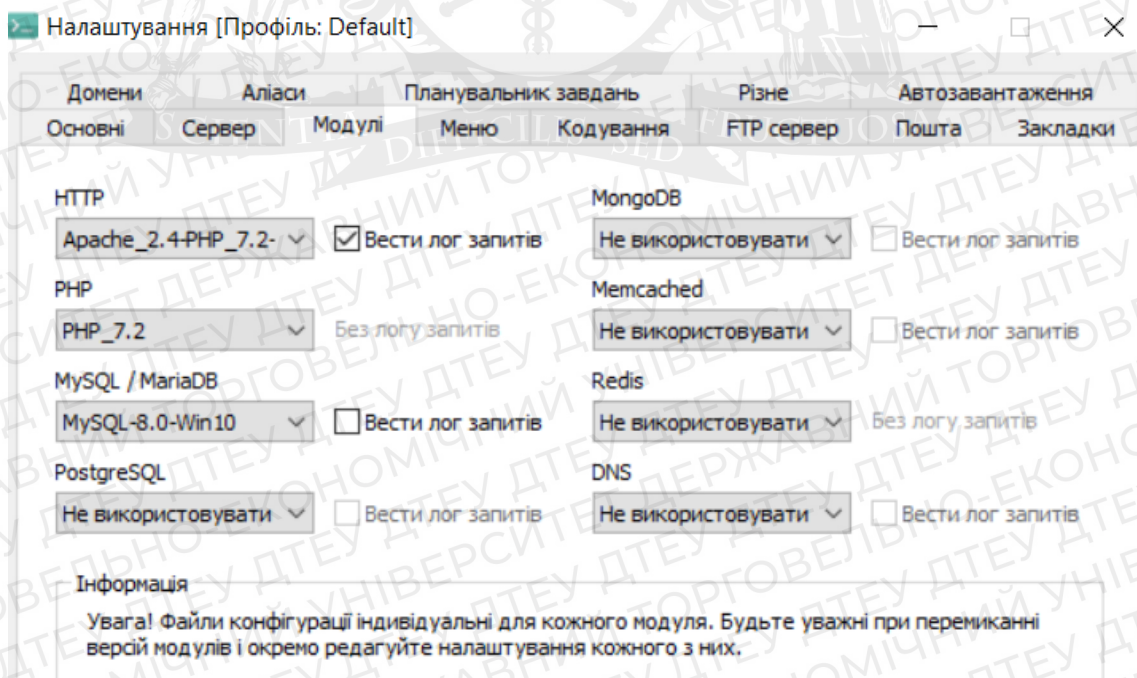 Налаштування [Профіль: Default]
Домени Аліаси Планувальник завдань Різне Автозавантаження
Основні Сервер Модулі Меню Кодування FTP сервер Пошта Закладки
HTTP
Apache_2.4-PHP_7.2- Вести лог запитів
PHP
PHP_7.2 Без логу запитів
MySQL / MariaDB
MySQL-8.0-Win10 Вести лог запитів
PostgreSQL
Не використовувати Вести лог запитів
MongoDB
Не використовувати Вести лог запитів
Memcached
Не використовувати Вести лог запитів
Redis
Не використовувати Без логу запитів
DNS
Не використовувати Вести лог запитів
Інформація
Увага! Файли конфігурації індивідуальні для кожного модуля. Будьте уважні при перемиканні
версій модулів і окремо редагуйте налаштування кожного з них.